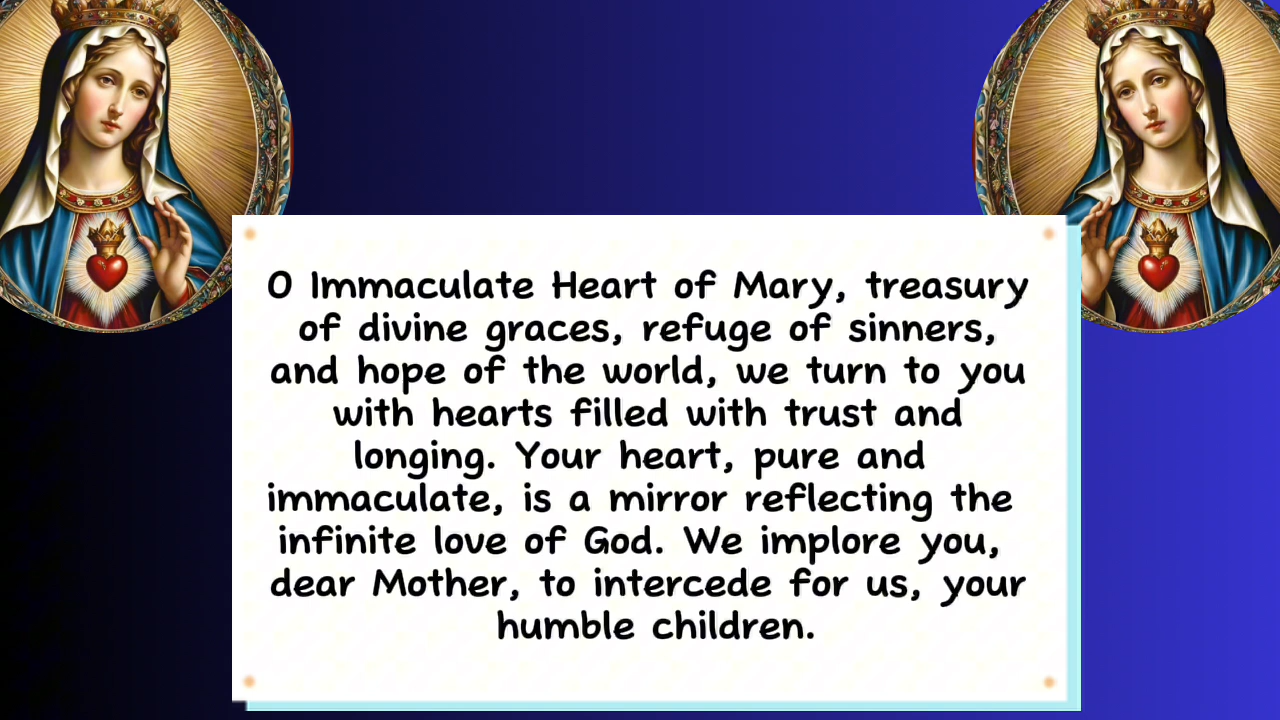 O Immaculate Heart of Mary, treasury
of divine graces, refuge of sinners,
and hope of the world, we turn to you
with hearts filled with trust and
longing. Your heart, pure and
immaculate, is a mirror reflecting the
infinite love of God. We implore you,
dear Mother, to intercede for us, your
humble children.